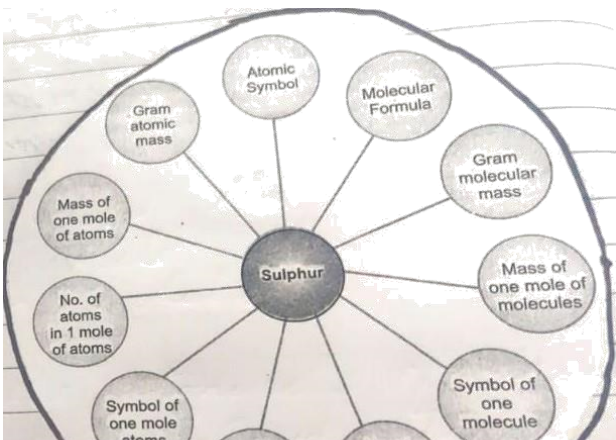 Atomic
Symbol
Molecular
Formula
Gram
molecular
mass
Mass of
one mole of
molecules
Symbol of
one
molecule
Symbol of
one mole
atoms
No. of
atoms
in 1 mole
of atoms
Mass of
one mole
of atoms
Gram
atomic
mass
Sulphur